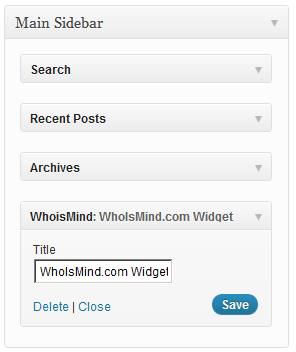 Main Sidebar
Search
Recent Posts
Archives
WhoisMind: WhoIsMind.com Widget
Title
WhoIsMind.com Widget
Delete | Close
Save